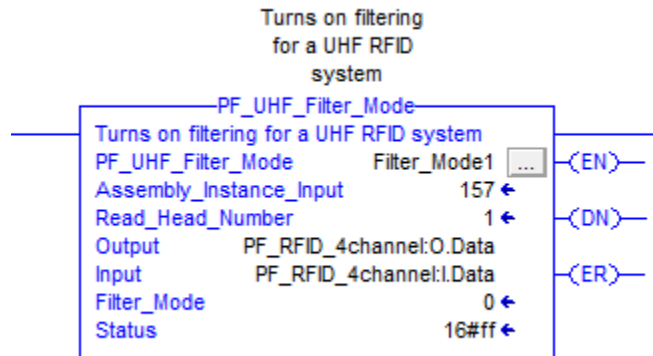 Turns on filtering
for a UHF RFID
system
PF_UHF_Filter_Mode
Turns on filtering for a UHF RFID system
PF_UHF_Filter_Mode Filter_Mode1 ... (EN)
Assembly_Instance_Input 157
Read_Head_Number 1 (DN)
Output PF_RFID_4channel:O.Data
Input PF_RFID_4channel:I.Data (ER)
Filter_Mode 0
Status 16#ff